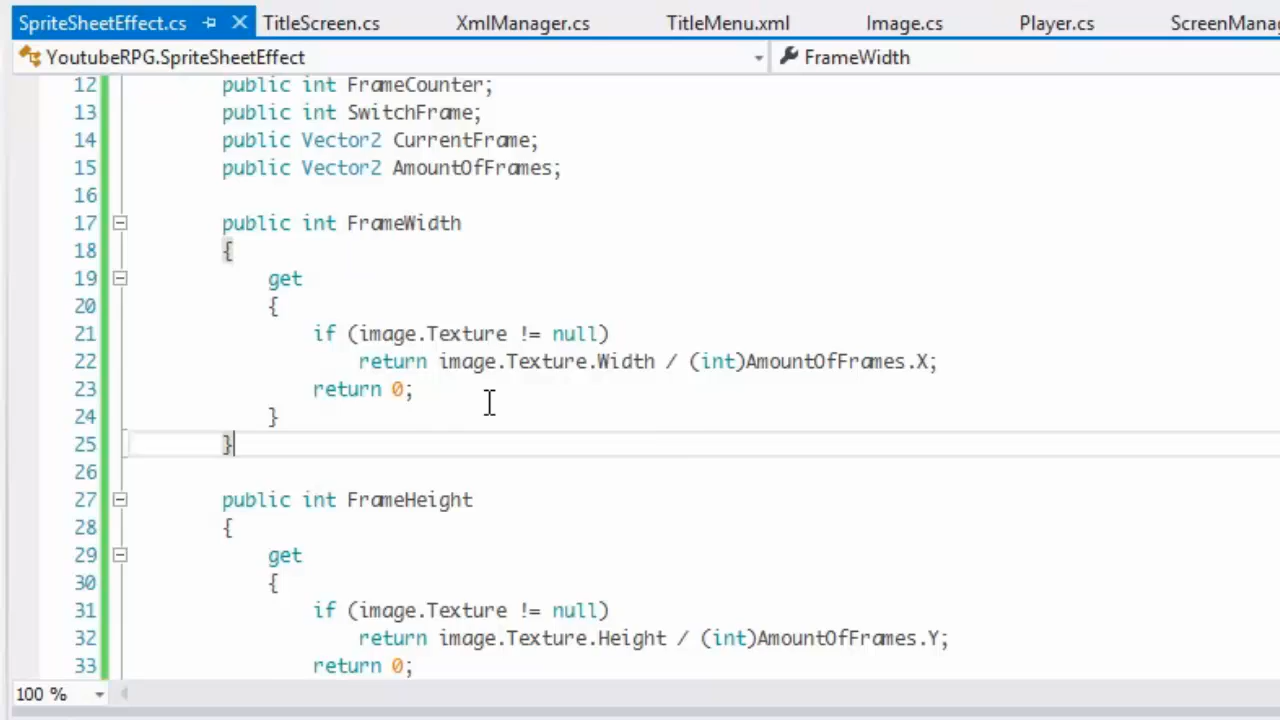 SpriteSheetEffect.cs TitleScreen.cs XmlManager.cs TitleMenu.xml Image.cs Player.cs ScreenMana
YoutubeRPG.SpriteSheetEffect FrameWidth
12 public int FrameCounter;
13 public int SwitchFrame;
14 public Vector2 CurrentFrame;
15 public Vector2 AmountOfFrames;
16
17 public int FrameWidth
18 {
19 get
20 {
21 if (image.Texture != null)
22 return image.Texture.Width / (int)AmountOfFrames.X;
23 return 0;
24 }
25 }
26
27 public int FrameHeight
28 {
29 get
30 {
31 if (image.Texture != null)
32 return image.Texture.Height / (int)AmountOfFrames.Y;
33 return 0;
100 %